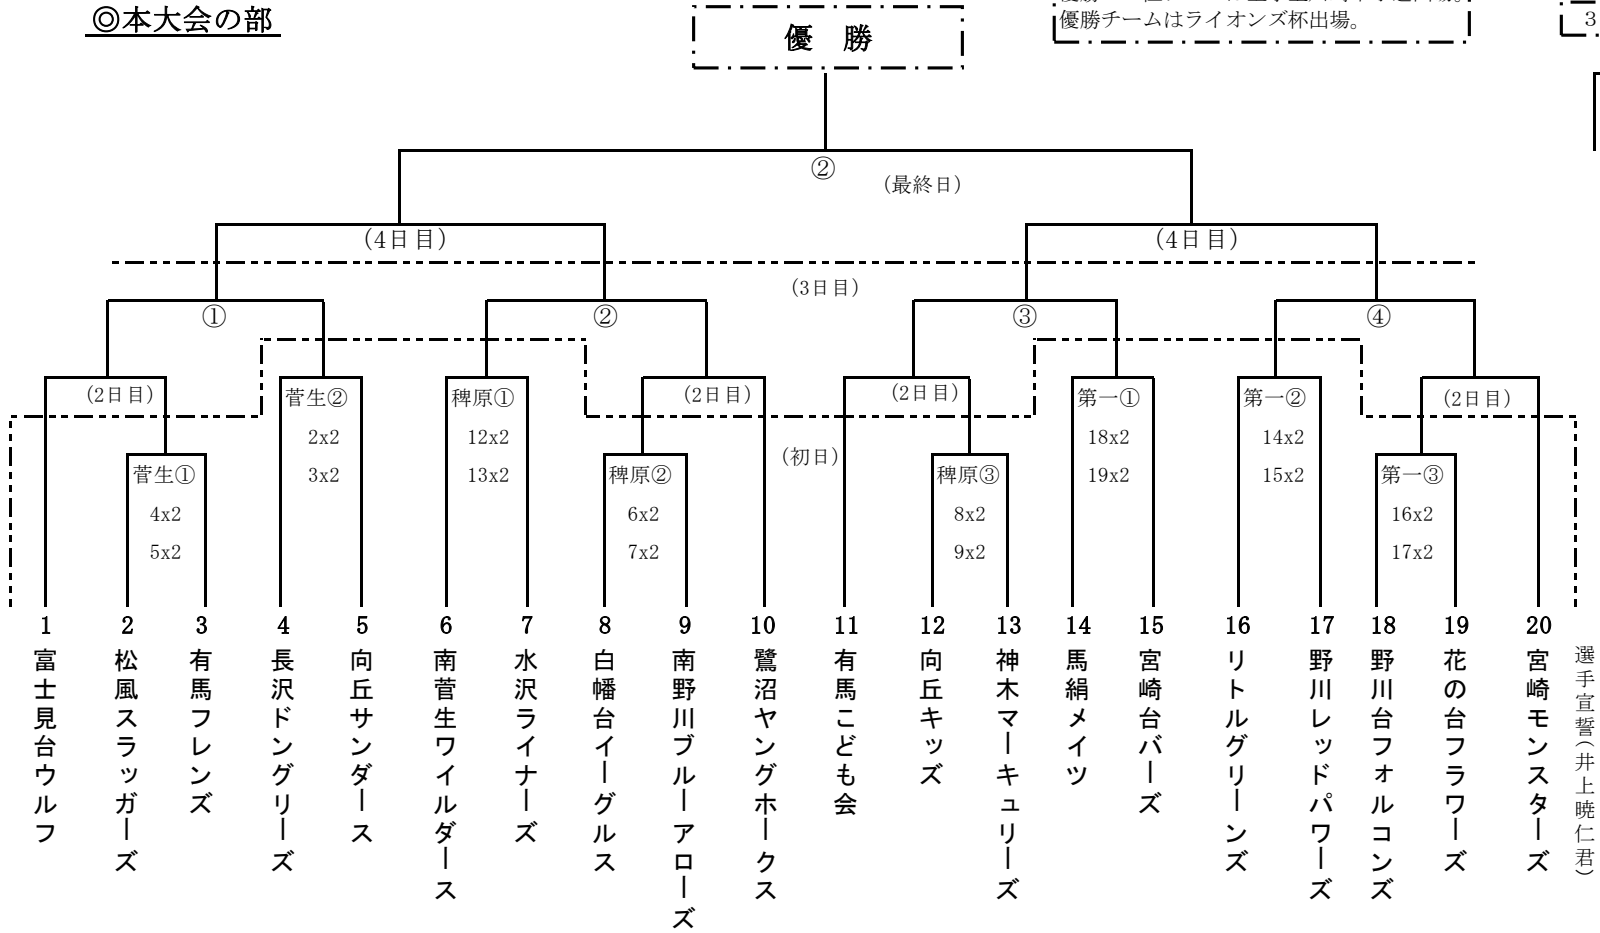 ◎本大会の部
優 勝
優勝チームはライオンズ杯出場。
3
②
(最終日)
(4日目)
(4日目)
(3日目)
①
②
③
④
(2日目)
菅生②
稗原①
(2日目)
(2日目)
第一①
第一②
(2日目)
2x2
12x2
18x2
14x2
(初日)
菅生①
3x2
13x2
稗原②
稗原③
19x2
15x2
第一③
4x2
6x2
8x2
16x2
5x2
7x2
9x2
17x2
1
2
3
4
5
6
7
8
9
10
11
12
13
14
15
16
17
18
19
20
富士見台ウルフ
松風スラッガーズ
有馬フレンズ
長沢ドングリーズ
向丘サンダース
南菅生ワイルダース
水沢ライナーズ
白幡台イーグルス
南野川ブルーアローズ
鷺沼ヤングホークス
有馬こども会
向丘キッズ
神木マーキュリーズ
馬絹メイツ
宮崎台バーズ
リトルグリーンズ
野川レッドパワーズ
野川台フォルコンズ
花の台フラワーズ
宮崎モンスターズ
選手宣誓(井上暁仁君)